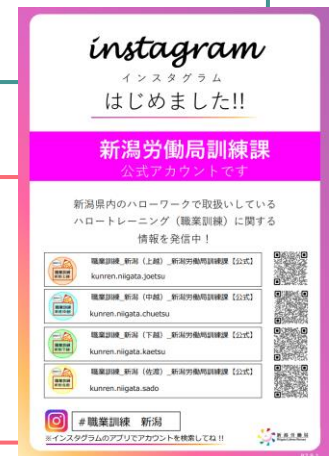 instagram
インスタグラム
はじめました!!
新潟労働局訓練課
公式アカウントです
新潟県内のハローワークで取扱いしている
ハロートレーニング（職業訓練）に関する
情報を発信中！
職業訓練_新潟（上越）_新潟労働局訓練課【公式】
kunren.niigata.joetsu
職業訓練_新潟（中越）_新潟労働局訓練課【公式】
kunren.niigata.chuetsu
職業訓練_新潟（下越）_新潟労働局訓練課【公式】
kunren.niigata.kaetsu
職業訓練_新潟（佐渡）_新潟労働局訓練課【公式】
kunren.niigata.sado
#職業訓練 新潟
※インスタグラムのアプリでアカウントを検索してね!!
新潟労働局